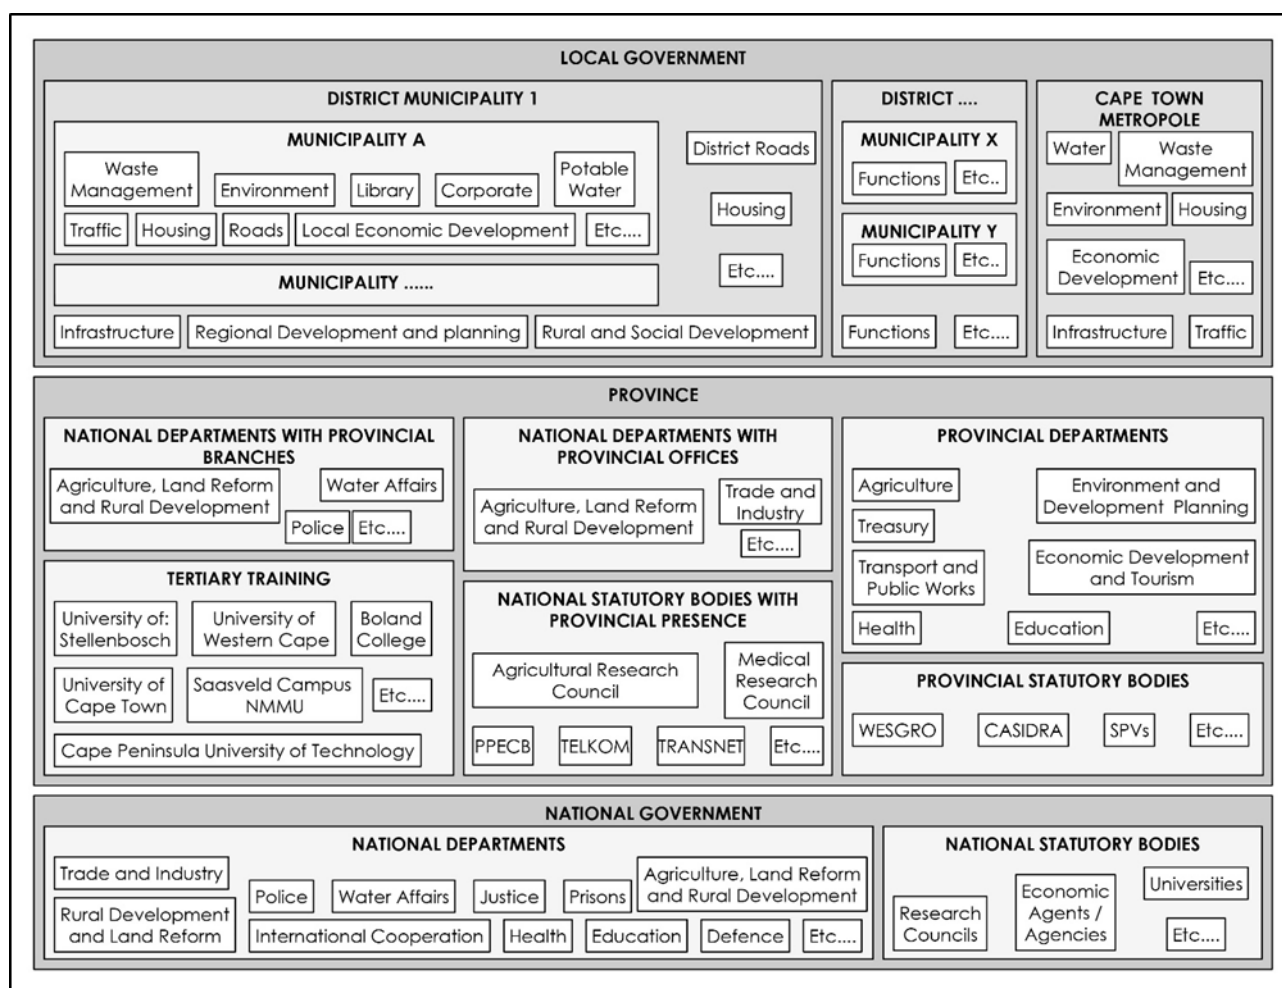 LOCAL GOVERNMENT
DISTRICT MUNICIPALITY 1
MUNICIPALITY A
Waste
Management
Environment
Library
Corporate
Potable
Water
Traffic
Housing
Roads
Local Economic Development
Etc....
MUNICIPALITY ......
District Roads
Housing
Etc....
Infrastructure
Regional Development and planning
Rural and Social Development
DISTRICT ....
MUNICIPALITY X
Functions
Etc..
MUNICIPALITY Y
Functions
Etc..
Functions
Etc....
CAPE TOWN
METROPOLE
Water
Waste
Management
Environment
Housing
Economic
Development
Etc....
Infrastructure
Traffic
PROVINCE
NATIONAL DEPARTMENTS WITH PROVINCIAL
BRANCHES
Agriculture, Land Reform
and Rural Development
Water Affairs
Police
Etc....
TERTIARY TRAINING
University of:
Stellenbosch
University of
Western Cape
Boland
College
University of
Cape Town
Saasveld Campus
NMMU
Etc....
Cape Peninsula University of Technology
NATIONAL DEPARTMENTS WITH
PROVINCIAL OFFICES
Agriculture, Land Reform
and Rural Development
Trade and
Industry
Etc....
NATIONAL STATUTORY BODIES WITH
PROVINCIAL PRESENCE
Agricultural Research
Council
Medical
Research
Council
PPECB
TELKOM
TRANSNET
Etc....
PROVINCIAL DEPARTMENTS
Agriculture
Environment and
Development Planning
Treasury
Transport and
Public Works
Economic Development
and Tourism
Health
Education
Etc....
PROVINCIAL STATUTORY BODIES
WESGRO
CASIDRA
SPVs
Etc....
NATIONAL GOVERNMENT
NATIONAL DEPARTMENTS
Trade and Industry
Police
Water Affairs
Justice
Prisons
Agriculture, Land Reform
and Rural Development
Rural Development
and Land Reform
International Cooperation
Health
Education
Defence
Etc....
NATIONAL STATUTORY BODIES
Research
Councils
Economic
Agents /
Agencies
Universities
Etc....